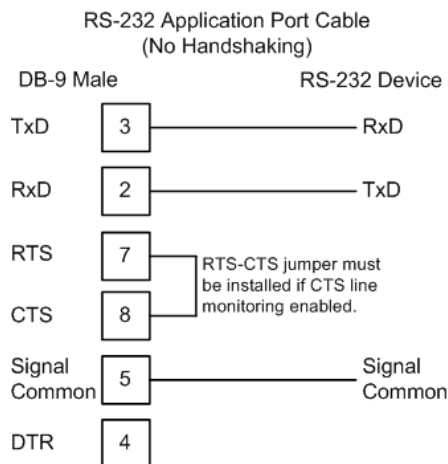 RS-232 Application Port Cable
(No Handshaking)
DB-9 Male
RS-232 Device
TxD
3
RxD
RxD
2
TxD
RTS
7
RTS-CTS jumper must
be installed if CTS line
monitoring enabled.
CTS
8
Signal
Common
5
Signal
Common
DTR
4